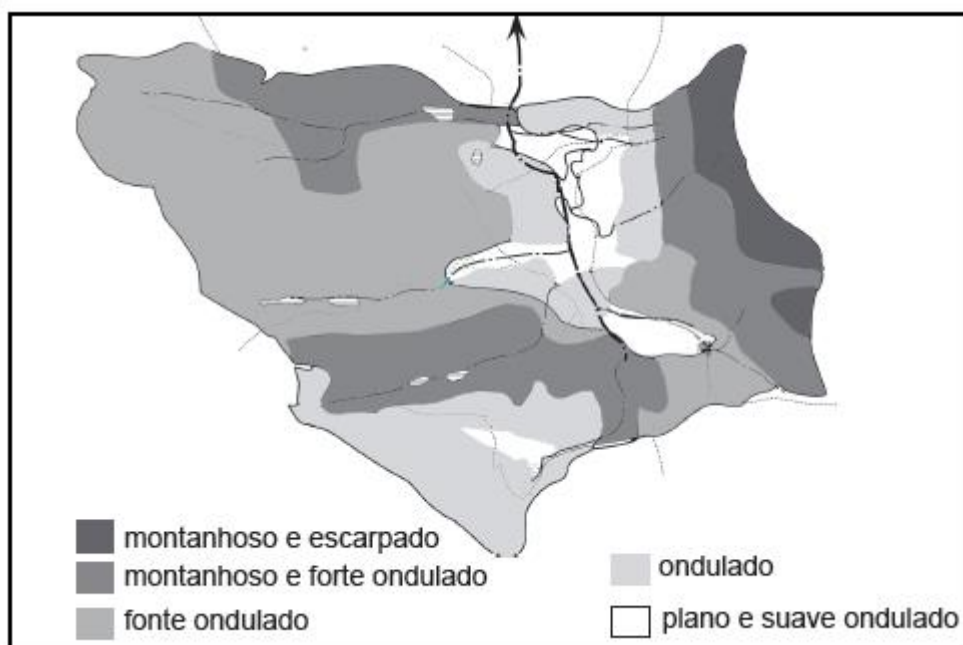 montanhoso e escarpado
montanhoso e forte ondulado
fonte ondulado
ondulado
plano e suave ondulado